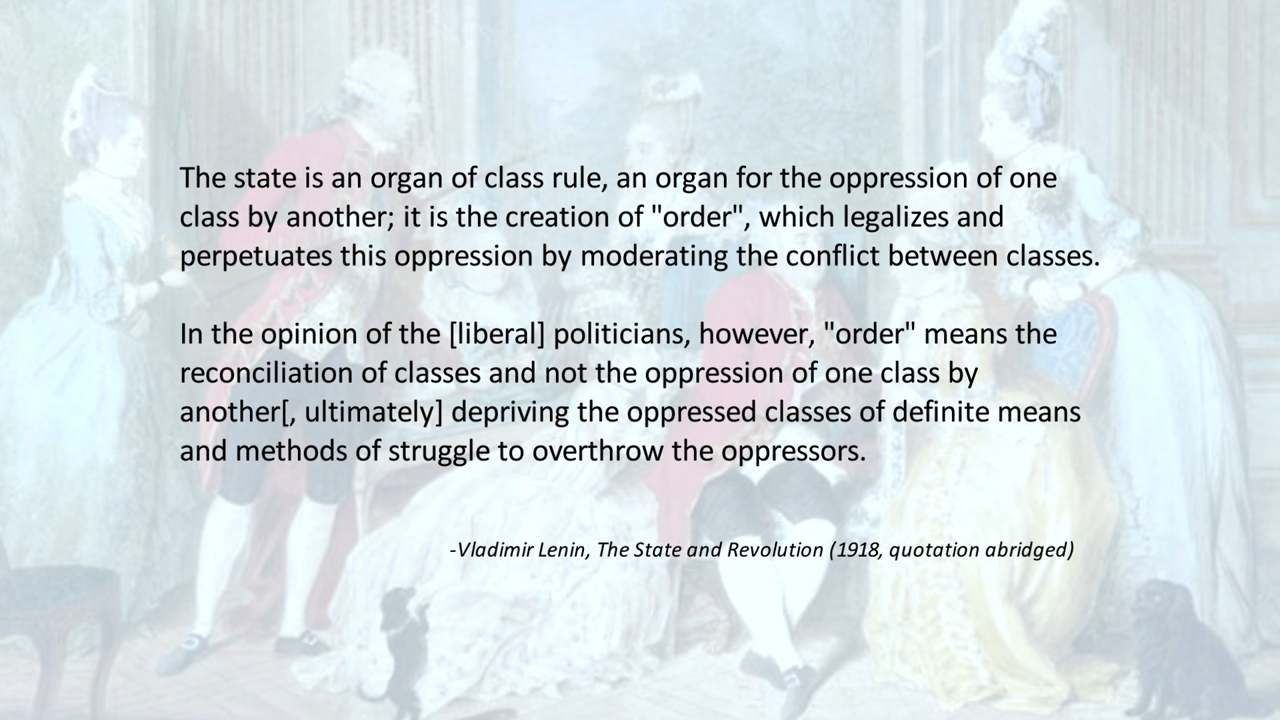 The state is an organ of class rule, an organ for the oppression of one
class by another; it is the creation of "order", which legalizes and
perpetuates this oppression by moderating the conflict between classes.
In the opinion of the [liberal] politicians, however, "order" means the
reconciliation of classes and not the oppression of one class by
another[, ultimately] depriving the oppressed classes of definite means
and methods of struggle to overthrow the oppressors.
-Vladimir Lenin, The State and Revolution (1918, quotation abridged)